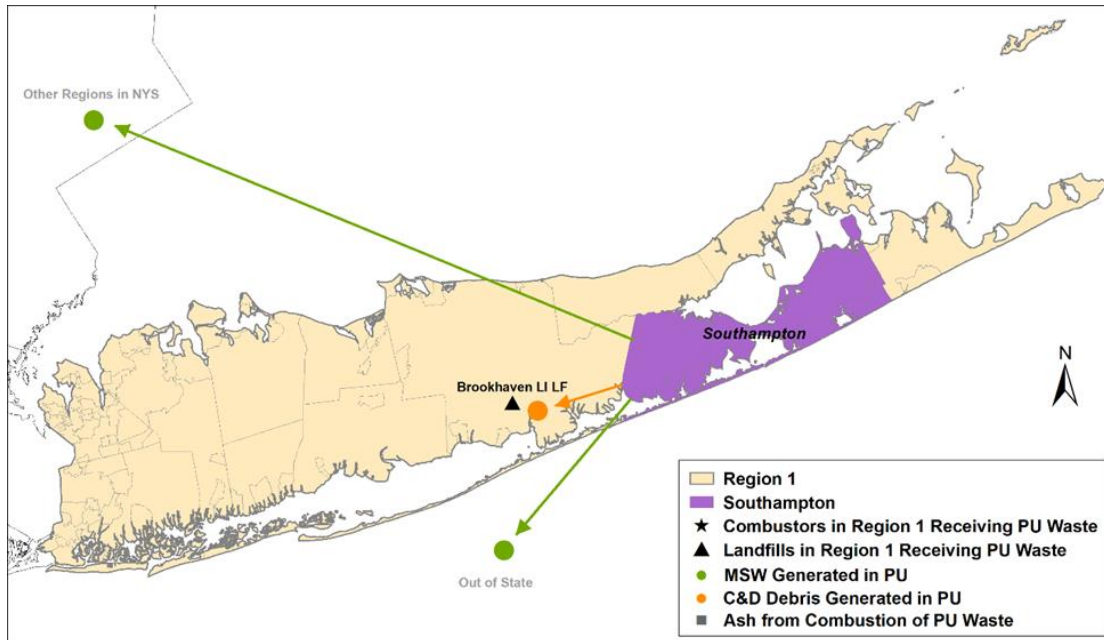 Other Regions in NYS
Southampton
Brookhaven LI LF
N
Out of State
Region 1
Southampton
Combustors in Region 1 Receiving PU Waste
Landfills in Region 1 Receiving PU Waste
MSW Generated in PU
C&D Debris Generated in PU
Ash from Combustion of PU Waste